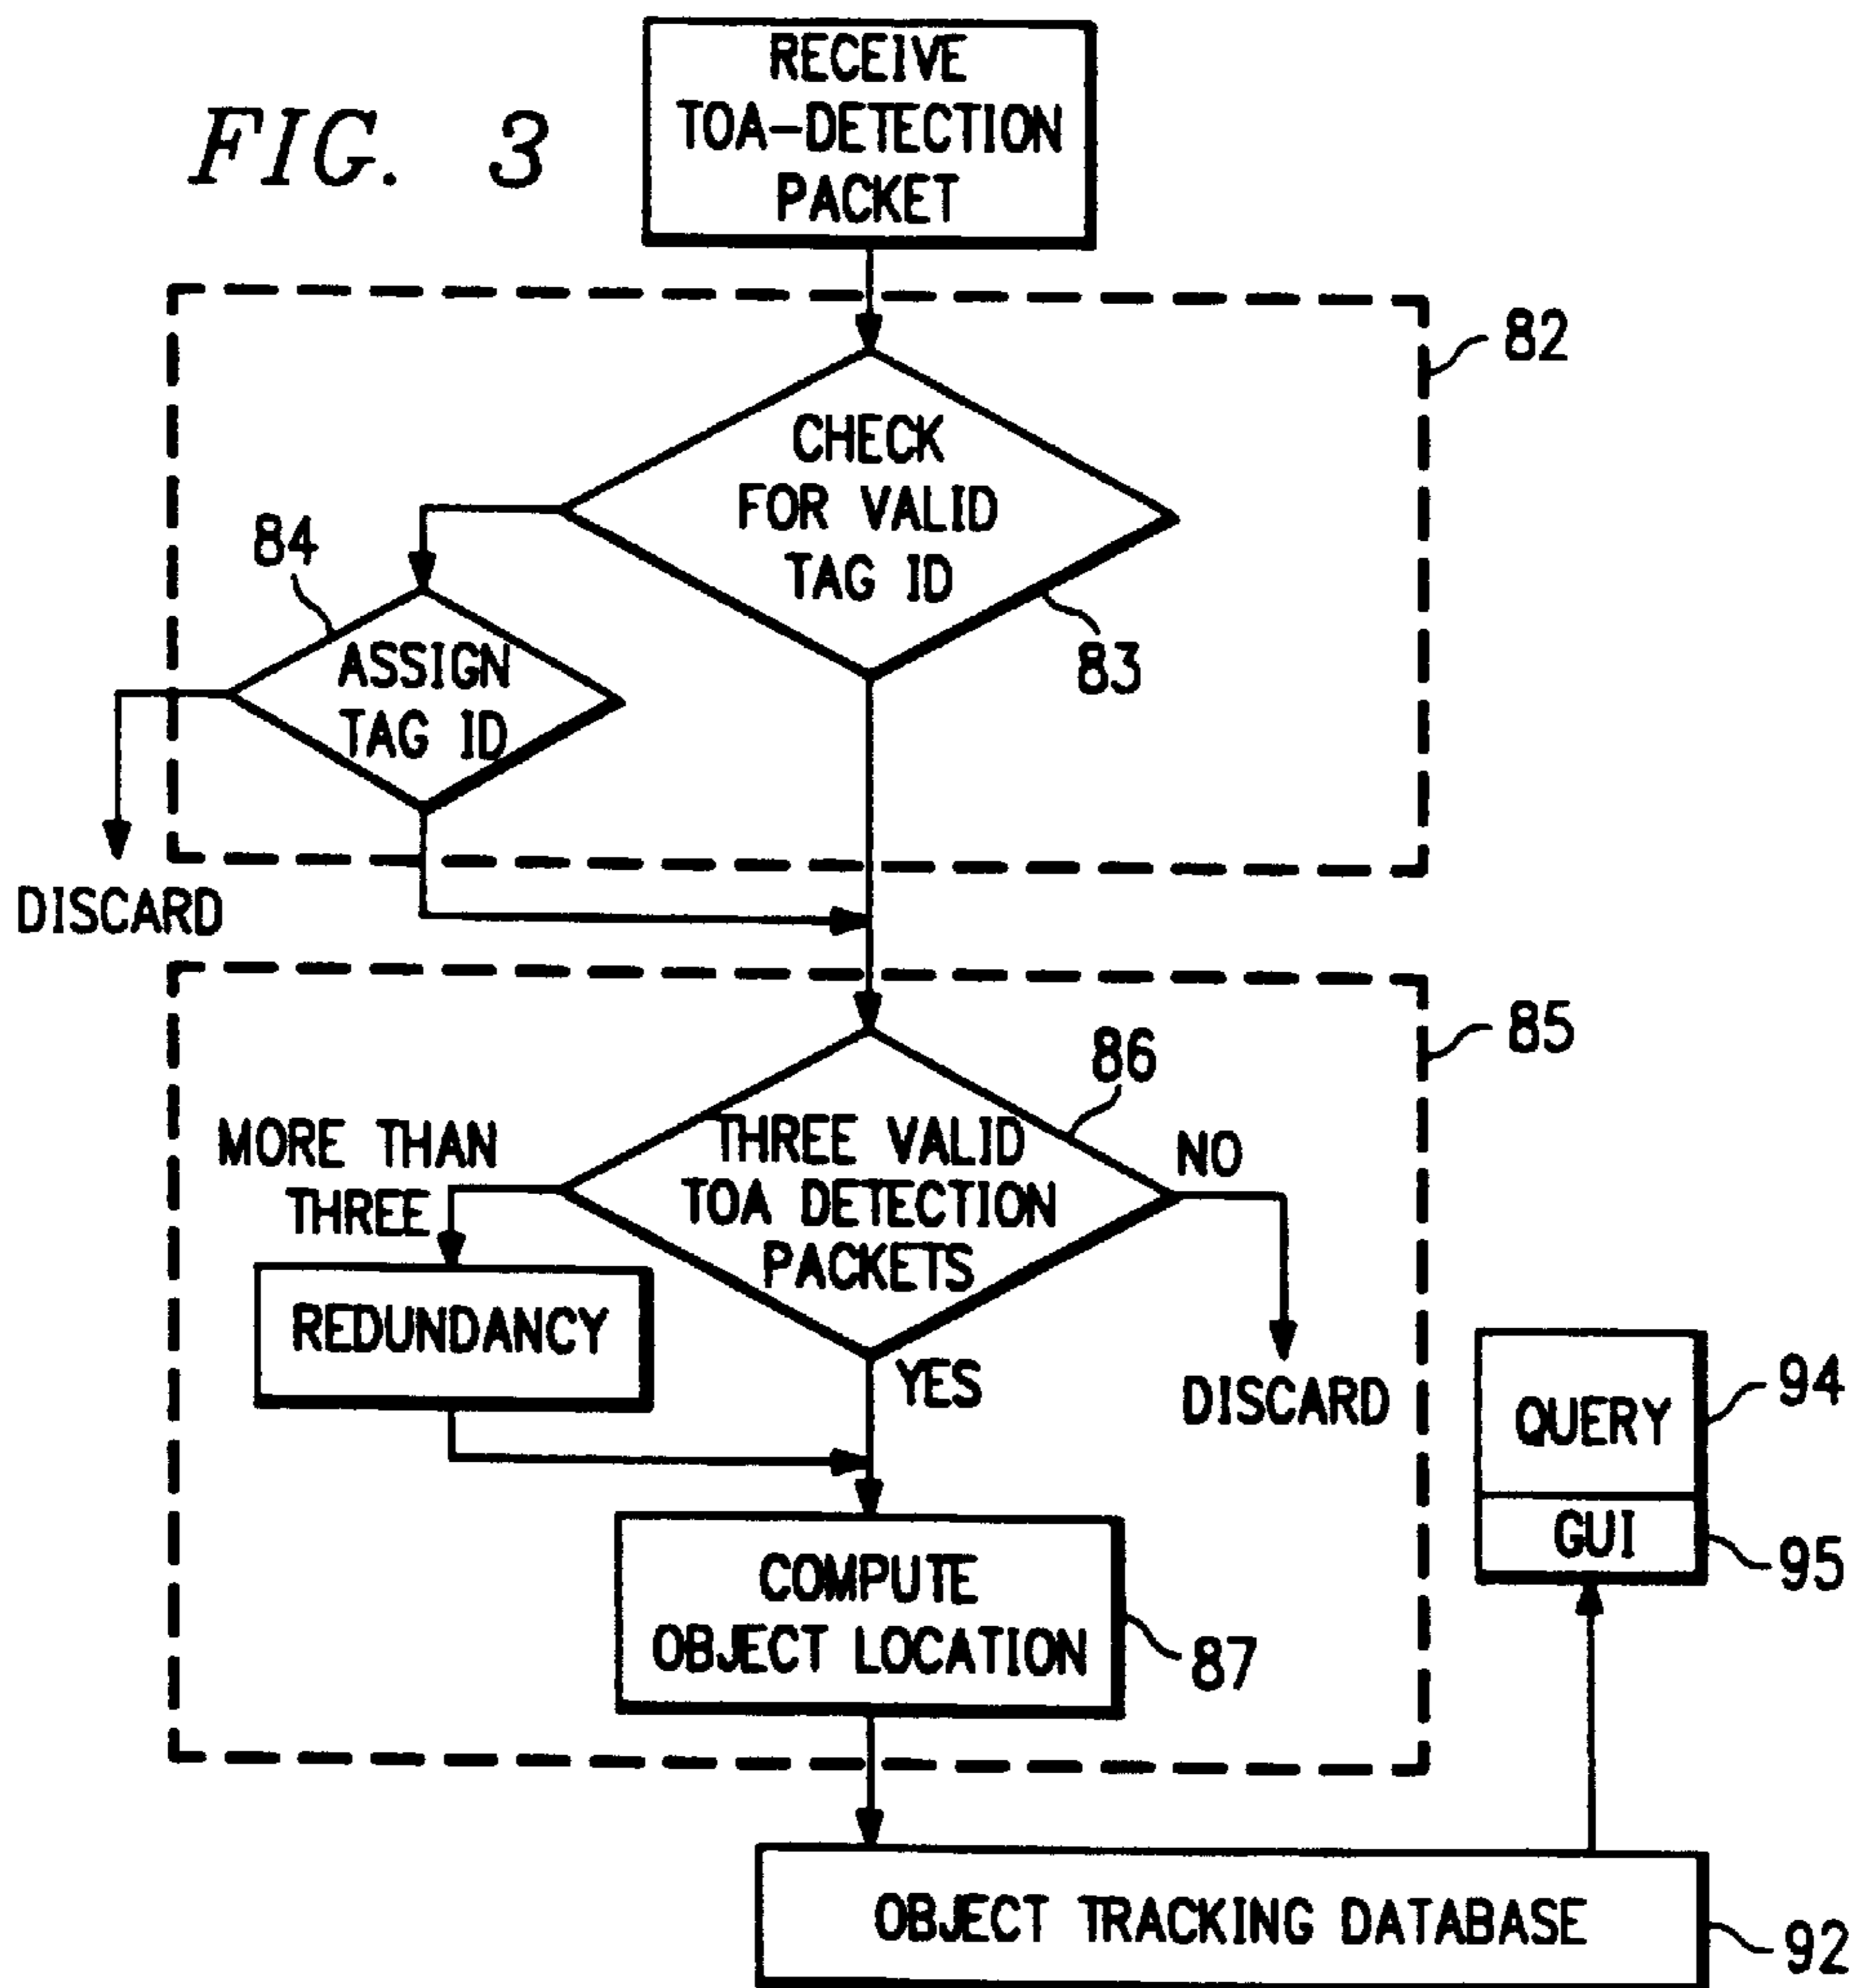 FIG. 3
RECEIVE
TOA-DETECTION
PACKET
82
CHECK
FOR VALID
TAG ID
83
84
ASSIGN
TAG ID
DISCARD
85
86
THREE VALID
TOA DETECTION
PACKETS
MORE THAN
THREE
NO
REDUNDANCY
YES
DISCARD
QUERY
94
GUI
95
COMPUTE
OBJECT LOCATION
87
OBJECT TRACKING DATABASE
92